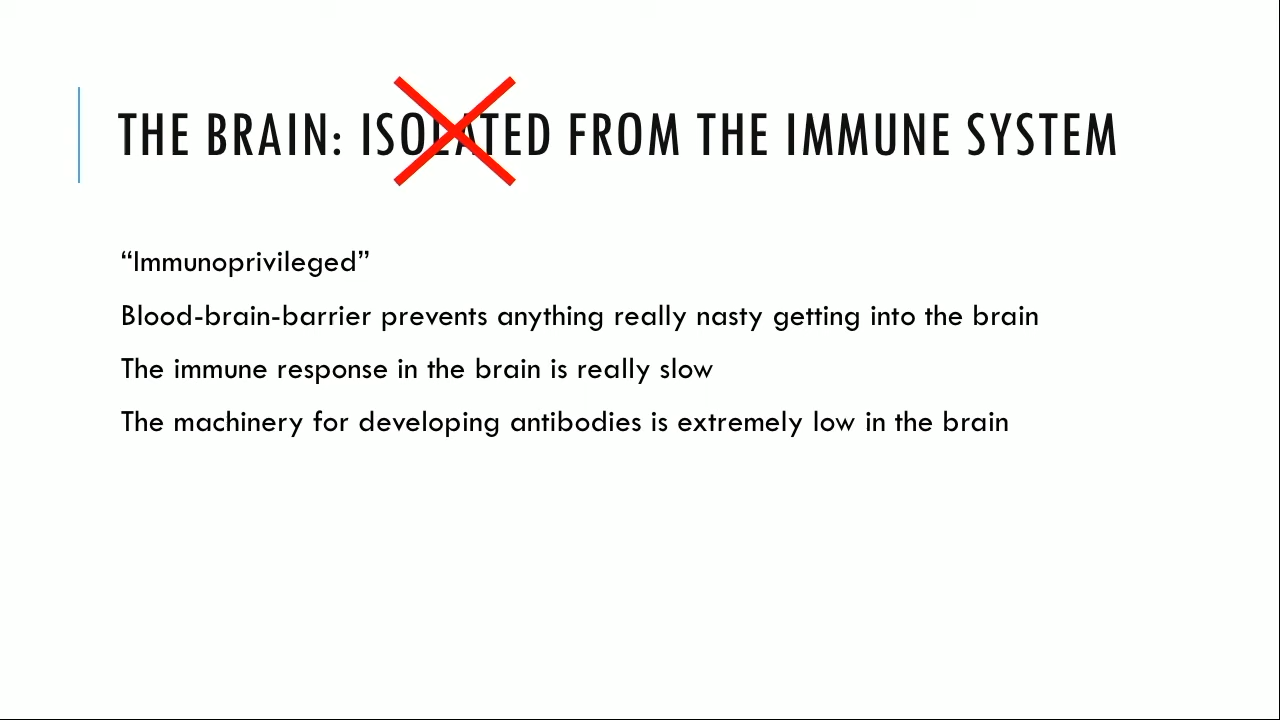 THE BRAIN: ISOLATED FROM THE IMMUNE SYSTEM
“Immunoprivileged”
Blood-brain-barrier prevents anything really nasty getting into the brain
The immune response in the brain is really slow
The machinery for developing antibodies is extremely low in the brain